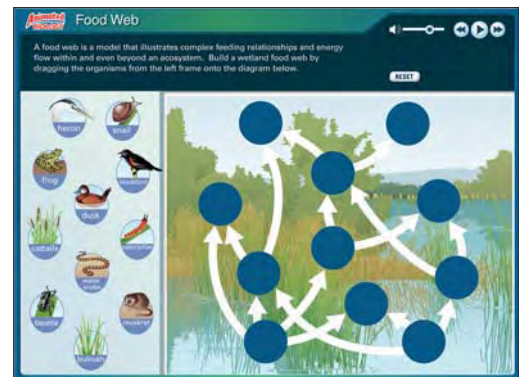 Animated
Biology
Food Web
A food web is a model that illustrates complex feeding relationships and energy
flow within and even beyond an ecosystem. Build a wetland food web by
dragging the organisms from the left frame onto the diagram below.
RESET
heron
snail
frog
blackbird
duck
cattails
caterpillar
water
snake
beetle
muskrat
bulrush